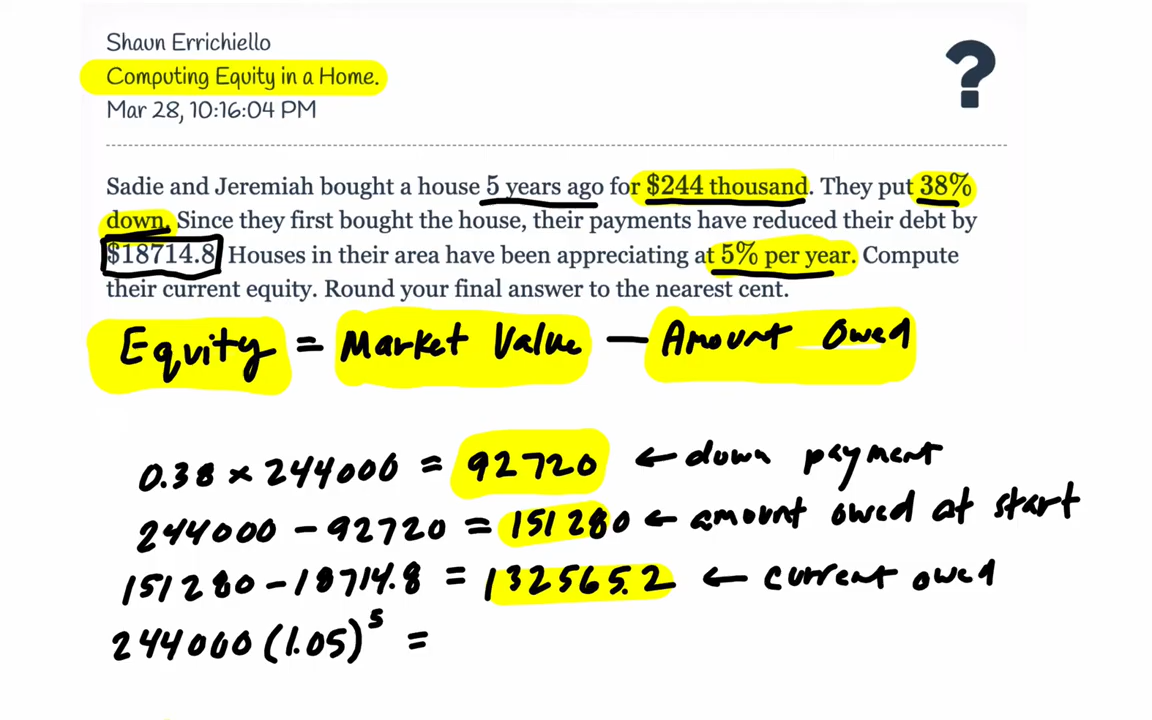 Shaun Errichiello
Computing Equity in a Home.
Mar 28, 10:16:04 PM
?
Sadie and Jeremiah bought a house 5 years ago for $244 thousand. They put 38%
down. Since they first bought the house, their payments have reduced their debt by
$18714.8. Houses in their area have been appreciating at 5% per year. Compute
their current equity. Round your final answer to the nearest cent.
Equity = Market Value — Amount Owed
0.38 × 244000 = 92720 ← down payment
244000 - 92720 = 151280 ← amount owed at start
151280 - 18714.8 = 132565.2 ← current owed
244000 (1.05)⁵ =